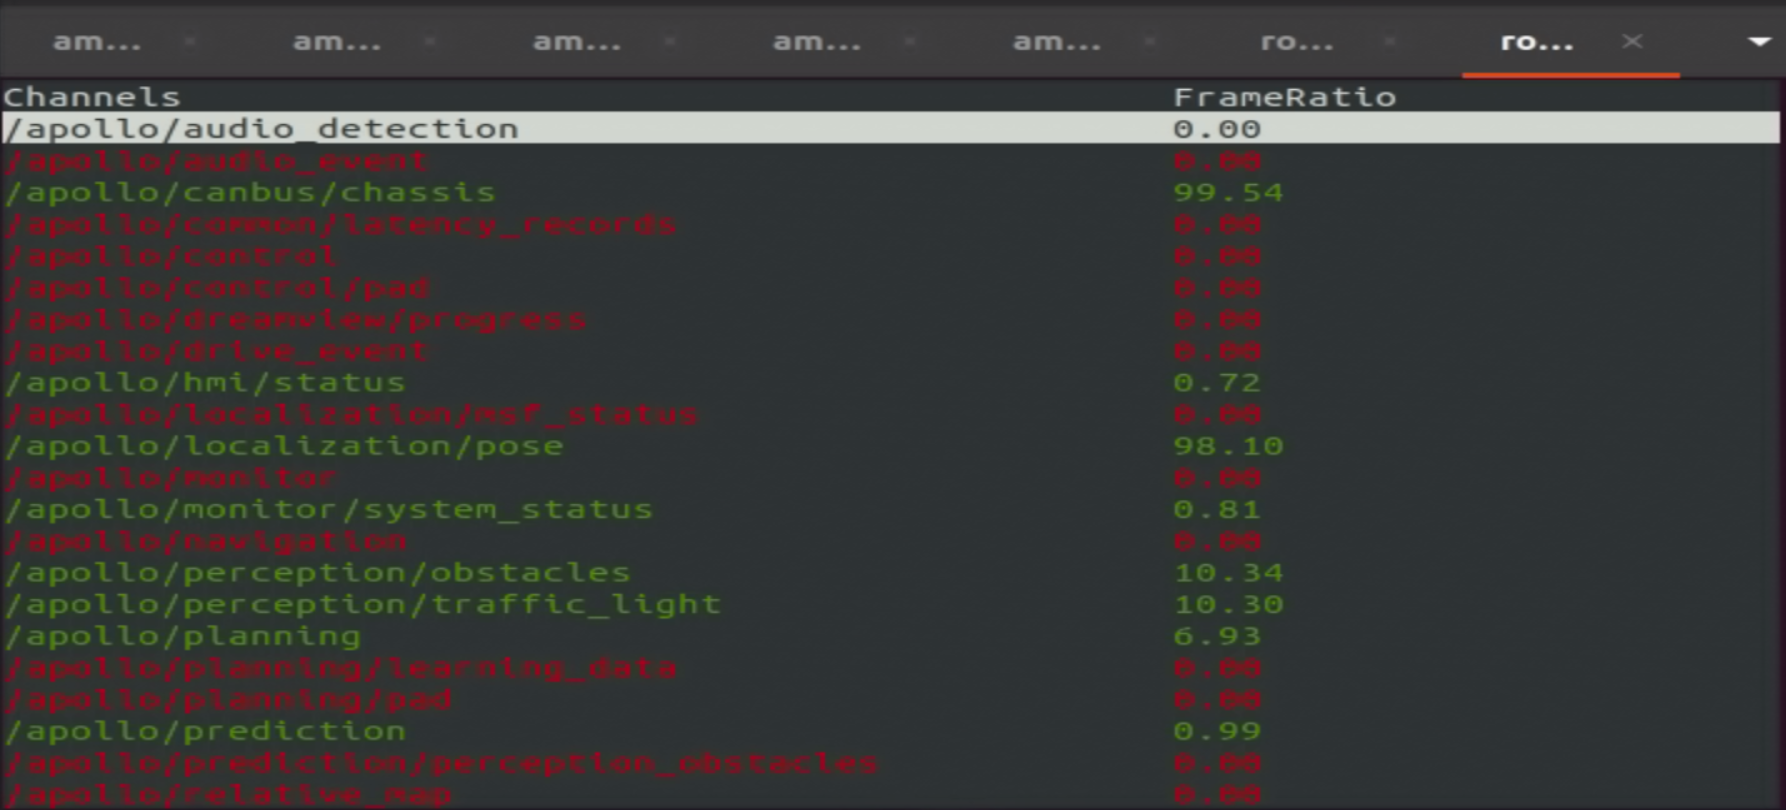 am... am... am... am... am... ro... ro...
Channels FrameRatio
/apollo/audio_detection 0.00
/apollo/audio_event 0.00
/apollo/canbus/chassis 99.54
/apollo/common/latency_records 0.00
/apollo/control 0.00
/apollo/control/pad 0.00
/apollo/dreamview/progress 0.00
/apollo/drive_event 0.00
/apollo/hmi/status 0.72
/apollo/localization/msf_status 0.00
/apollo/localization/pose 98.10
/apollo/monitor 0.00
/apollo/monitor/system_status 0.81
/apollo/navigation 0.00
/apollo/perception/obstacles 10.34
/apollo/perception/traffic_light 10.30
/apollo/planning 6.93
/apollo/planning/learning_data 0.00
/apollo/planning/pad 0.00
/apollo/prediction 0.99
/apollo/prediction/perception_obstacles 0.00
/apollo/relative_map 0.00